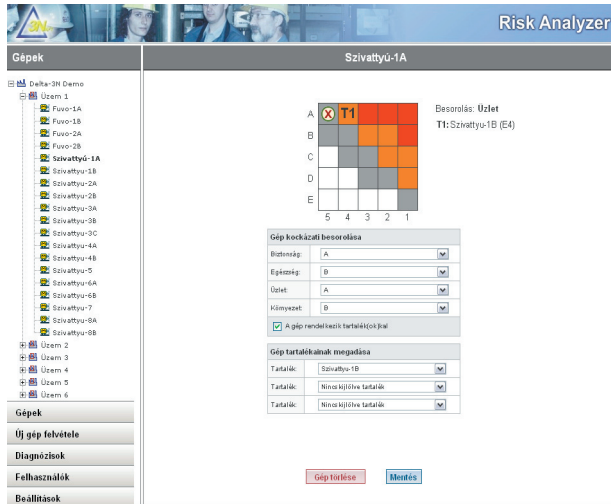 3N
Risk Analyzer
Gépek
Szivattyú-1A
Delta-3N Demo
Üzem 1
Fuvo-1A
Fuvo-1B
Fuvo-2A
Fuvo-2B
Szivattyú-1A
Szivattyu-1B
Szivattyu-2A
Szivattyu-2B
Szivattyu-3A
Szivattyu-3B
Szivattyu-3C
Szivattyu-4A
Szivattyu-4B
Szivattyu-5
Szivattyu-6A
Szivattyu-6B
Szivattyu-7
Szivattyu-8A
Szivattyu-8B
Üzem 2
Üzem 3
Üzem 4
Üzem 5
Üzem 6
Gépek
Új gép felvétele
Diagnózisok
Felhasználók
Beállítások
A X T1
B
C
D
E
5 4 3 2 1
Besorolás: Üzlet
T1: Szivattyu-1B (E4)
Gép kockázati besorolása
Biztonság: A
Egészség: B
Üzlet: A
Környezet: B
A gép rendelkezik tartalék(ok)kal
Gép tartalékainak megadása
Tartalék: Szivattyu-1B
Tartalék: Nincs kijlölve tartalék
Tartalék: Nincs kijlölve tartalék
Gép törlése Mentés